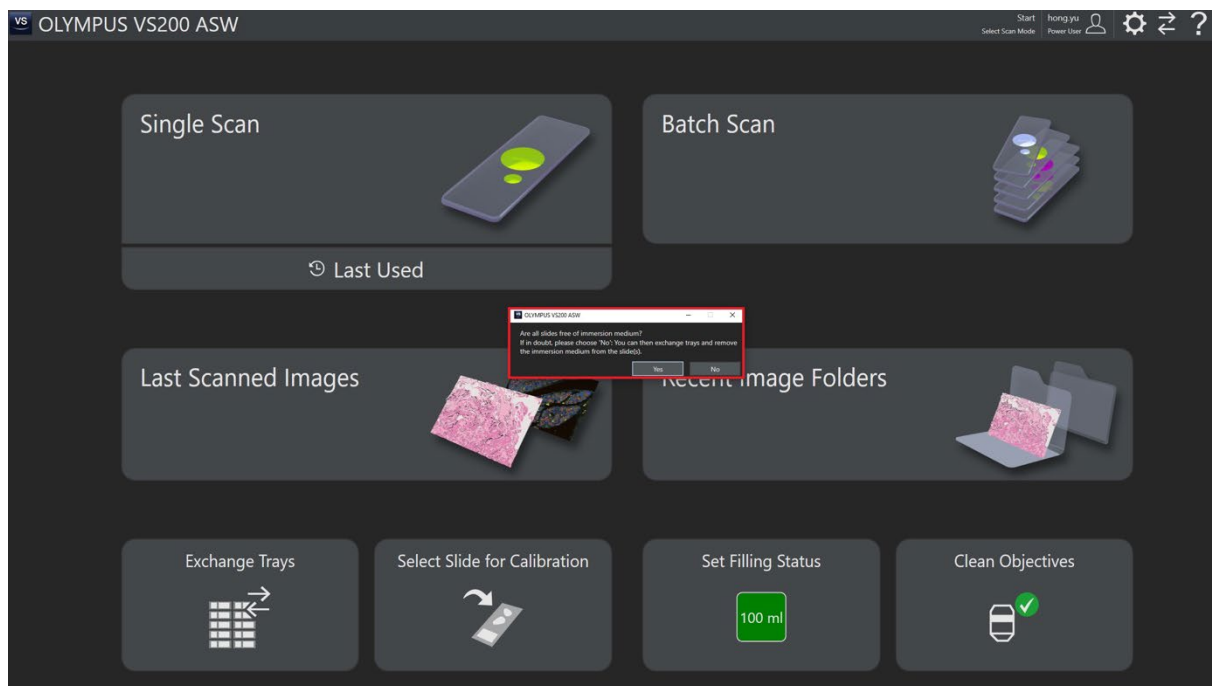 VS OLYMPUS VS200 ASW
Start
Select Scan Mode
hong.yu
Power User
?
Single Scan
Batch Scan
Last Used
OLYMPUS VS200 ASW
Are all slides free of immersion medium?
If in doubt, please choose 'No': You can then exchange trays and remove
the immersion medium from the slide(s).
Yes No
Last Scanned Images
Recent Image Folders
Exchange Trays
Select Slide for Calibration
Set Filling Status
Clean Objectives
100 ml